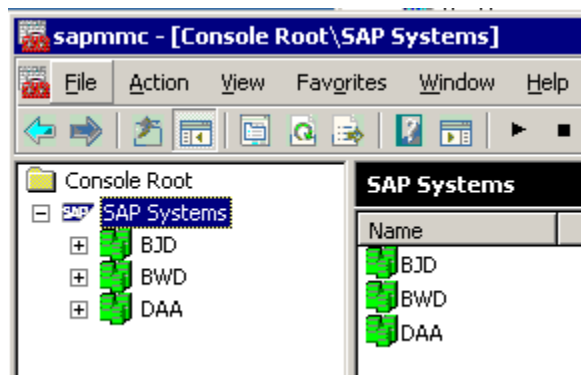 sapmmc - [Console Root\SAP Systems]
File Action View Favorites Window Help
Console Root
SAP SAP Systems
BJD
BWD
DAA
SAP Systems
Name
BJD
BWD
DAA